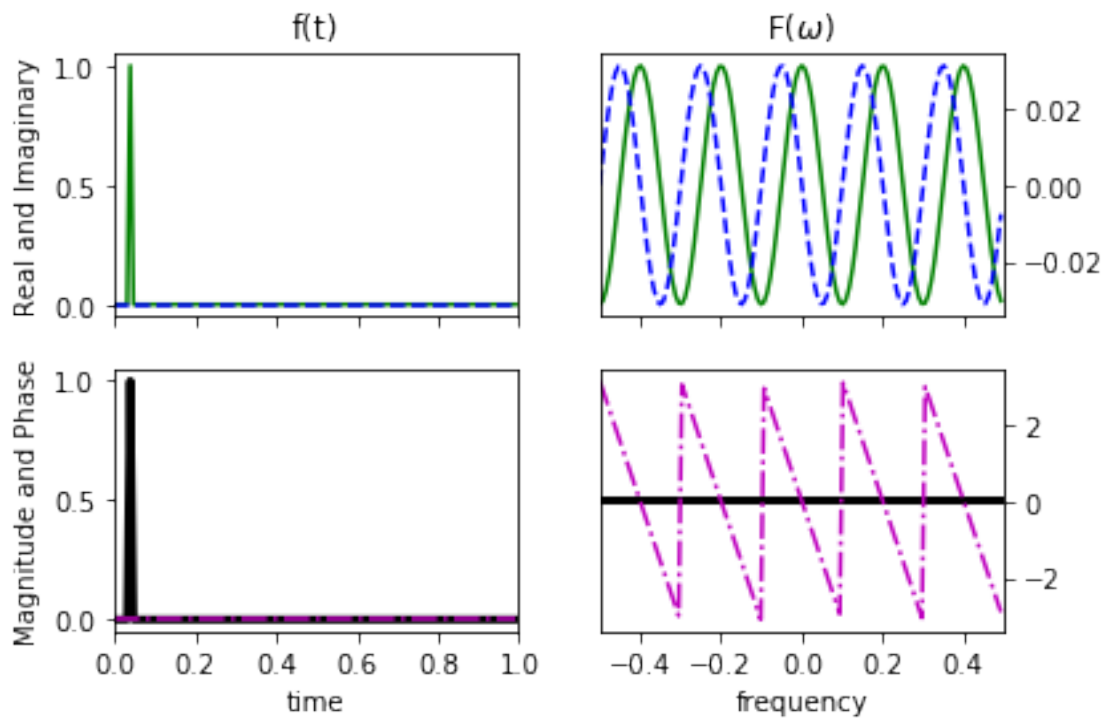 f(t)
F(ω)
Real and Imaginary
1.0
0.5
0.0
0.02
0.00
−0.02
Magnitude and Phase
1.0
0.5
0.0
2
0
−2
0.0 0.2 0.4 0.6 0.8 1.0
−0.4 −0.2 0.0 0.2 0.4
time
frequency